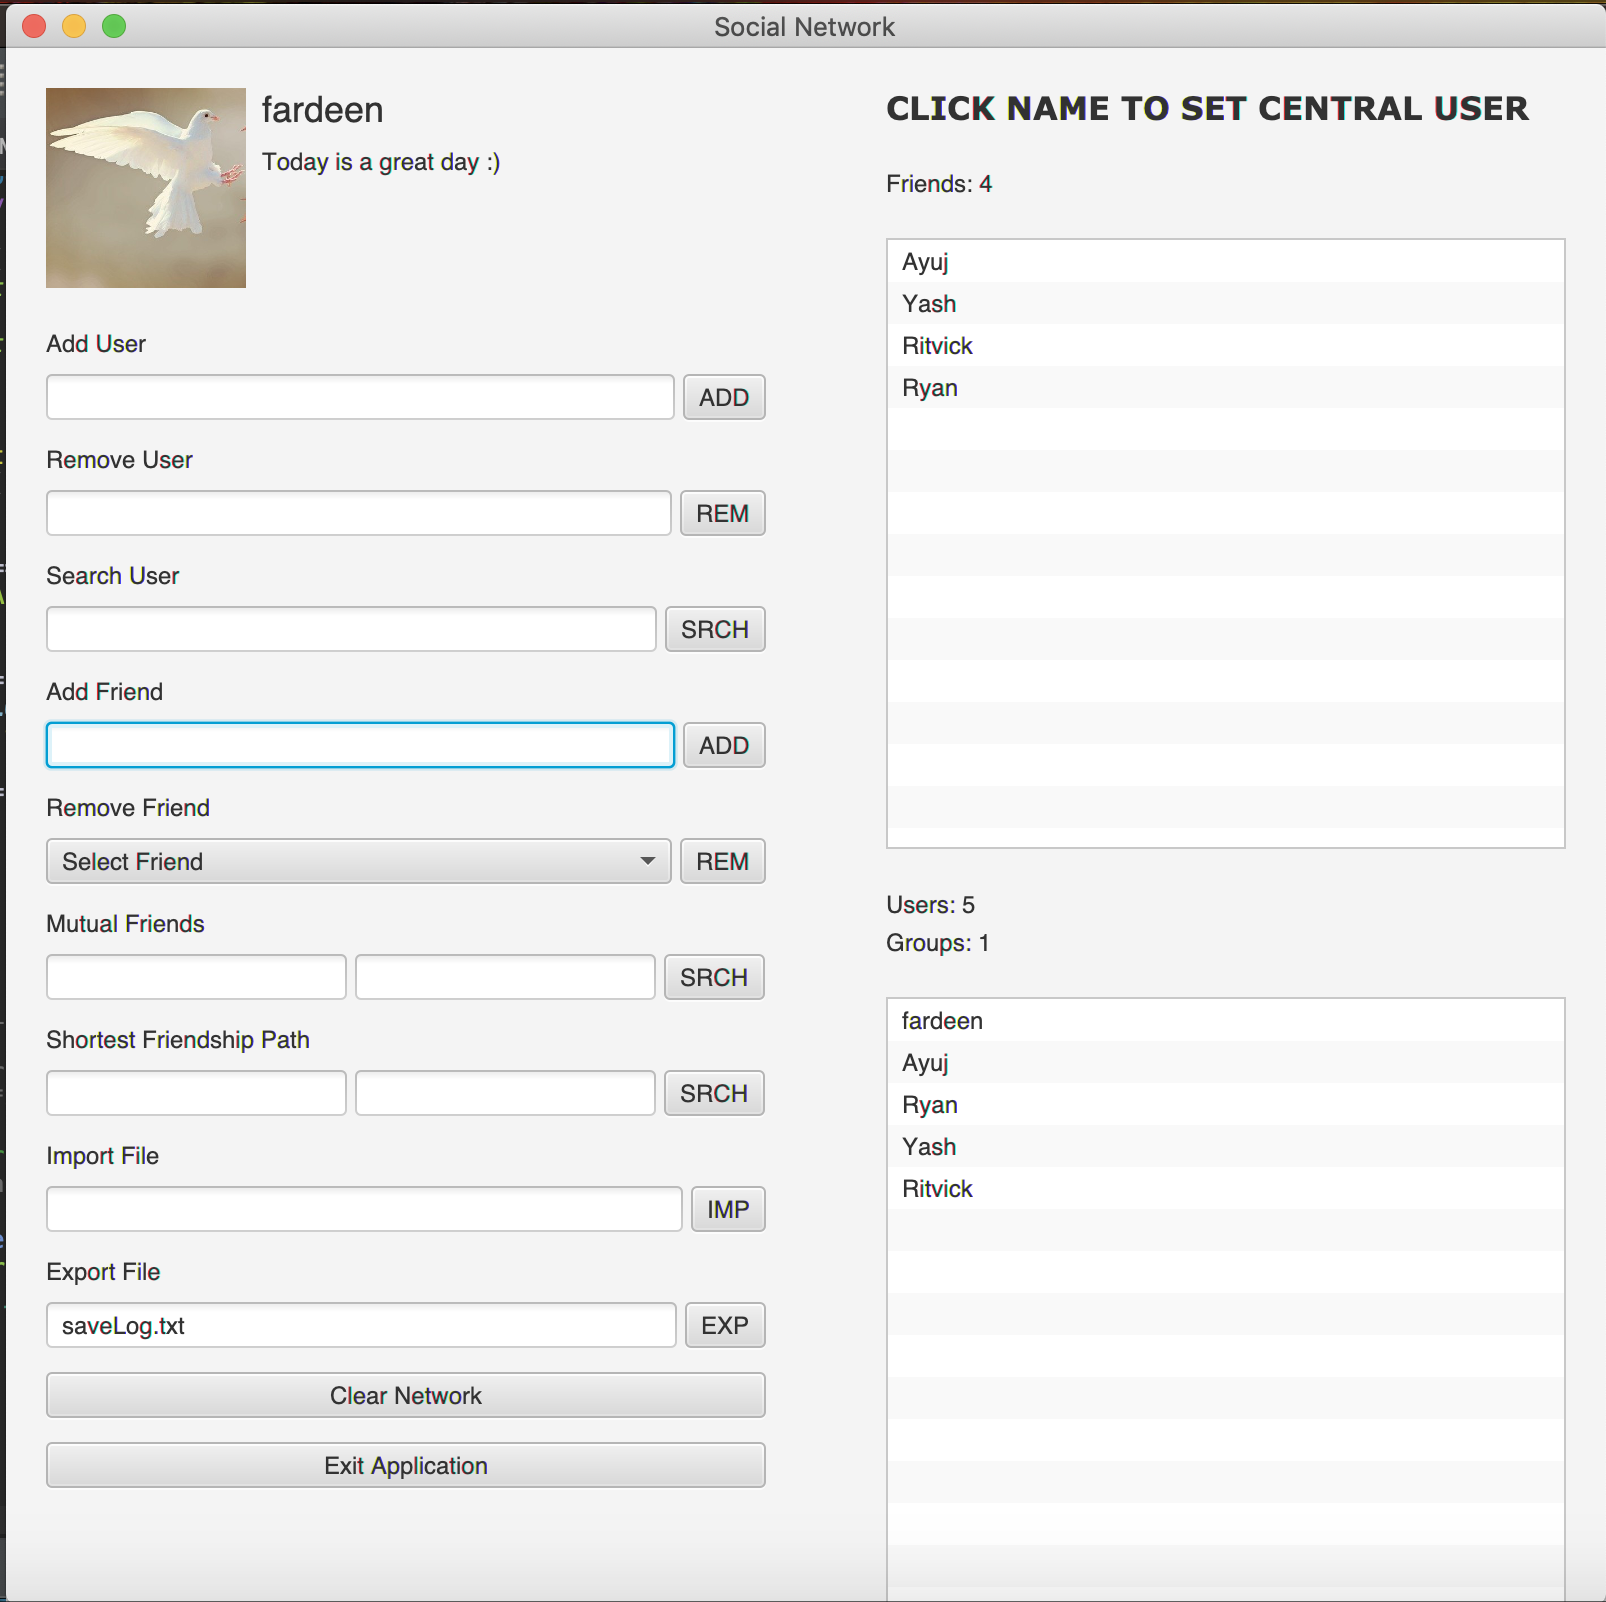 Social Network
fardeen
Today is a great day :)
Add User
ADD
Remove User
REM
Search User
SRCH
Add Friend
ADD
Remove Friend
Select Friend
REM
Mutual Friends
SRCH
Shortest Friendship Path
SRCH
Import File
IMP
Export File
saveLog.txt
EXP
Clear Network
Exit Application
CLICK NAME TO SET CENTRAL USER
Friends: 4
Ayuj
Yash
Ritvick
Ryan
Users: 5
Groups: 1
fardeen
Ayuj
Ryan
Yash
Ritvick